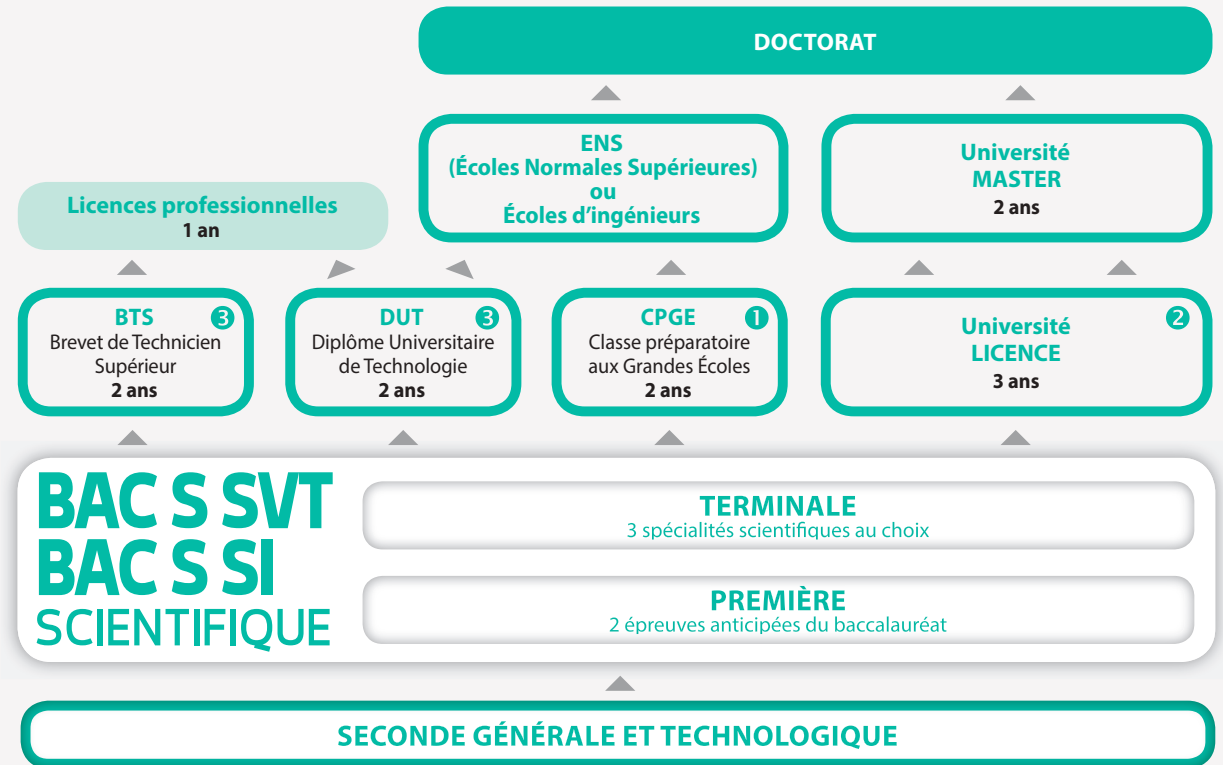 DOCTORAT
ENS
(Écoles Normales Supérieures)
ou
Écoles d'ingénieurs
Université
MASTER
2 ans
Licences professionnelles
1 an
BTS 3
Brevet de Technicien
Supérieur
2 ans
DUT 3
Diplôme Universitaire
de Technologie
2 ans
CPGE 1
Classe préparatoire
aux Grandes Écoles
2 ans
Université 2
LICENCE
3 ans
BAC S SVT
BAC S SI
SCIENTIFIQUE
TERMINALE
3 spécialités scientifiques au choix
PREMIÈRE
2 épreuves anticipées du baccalauréat
SECONDE GÉNÉRALE ET TECHNOLOGIQUE